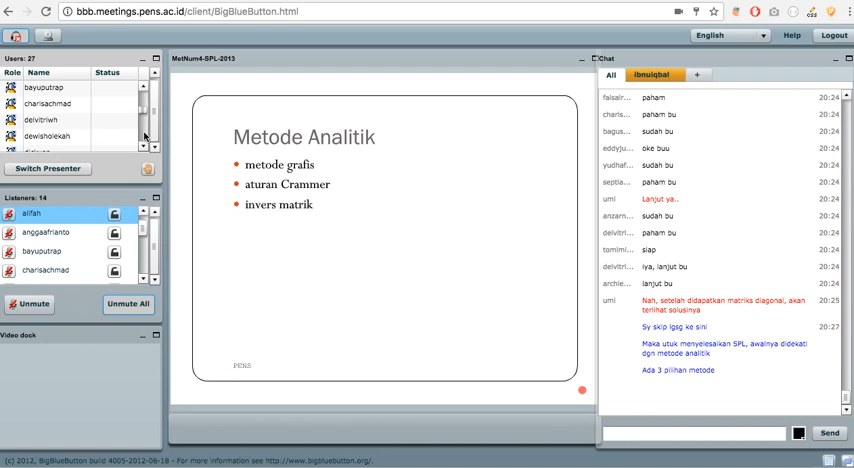 bbb.meetings.pens.ac.id/client/BigBlueButton.html
English
Help
Logout
Users: 27
Role Name Status
bayuputrap
charisachmad
delvitriwh
dewisholekah
Switch Presenter
Listeners: 14
alifah
anggaafrianto
bayuputrap
charisachmad
Unmute
Unmute All
Video dock
MetNum4-SPL-2013
Metode Analitik
• metode grafis
• aturan Crammer
• invers matrik
PENS
Chat
All ibnuiqbal +
faisalr... paham 20:24
charis... paham bu 20:24
bagus... sudah bu 20:24
eddyju... oke buu 20:24
yudhaf... sudah bu 20:24
septia... paham bu 20:24
umi Lanjut ya.. 20:24
anzarn... sudah bu 20:24
delvitri... paham bu 20:24
tomimi... siap 20:24
delvitri... iya, lanjut bu 20:24
archie... lanjut bu 20:24
umi Nah, setelah didapatkan matriks diagonal, akan 20:25
terlihat solusinya
Sy skip lgsg ke sini 20:27
Maka utuk menyelesaikan SPL, awalnya didekati
dgn metode analitik
Ada 3 pilihan metode
Send
(c) 2012, BigBlueButton build 4005-2012-06-18 - For more information see http://www.bigbluebutton.org/.